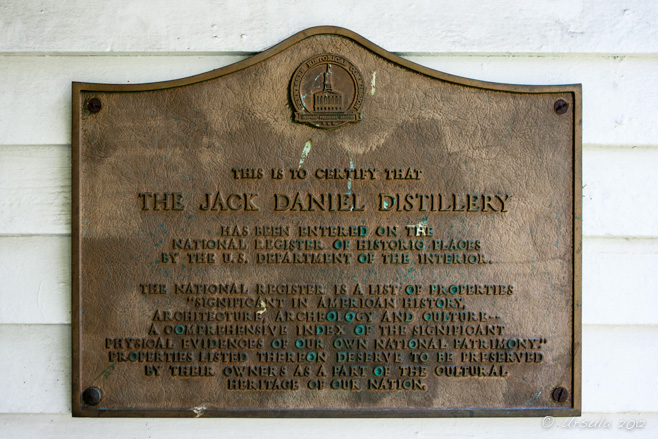 THIS IS TO CERTIFY THAT
THE JACK DANIEL DISTILLERY
HAS BEEN ENTERED ON THE
NATIONAL REGISTER OF HISTORIC PLACES
BY THE U.S. DEPARTMENT OF THE INTERIOR.
THE NATIONAL REGISTER IS A LIST OF PROPERTIES
"SIGNIFICANT IN AMERICAN HISTORY,
ARCHITECTURE, ARCHEOLOGY AND CULTURE--
A COMPREHENSIVE INDEX OF THE SIGNIFICANT
PHYSICAL EVIDENCES OF OUR OWN NATIONAL PATRIMONY."
PROPERTIES LISTED THEREON DESERVE TO BE PRESERVED
BY THEIR OWNERS AS A PART OF THE CULTURAL
HERITAGE OF OUR NATION.
© Ursula 2012